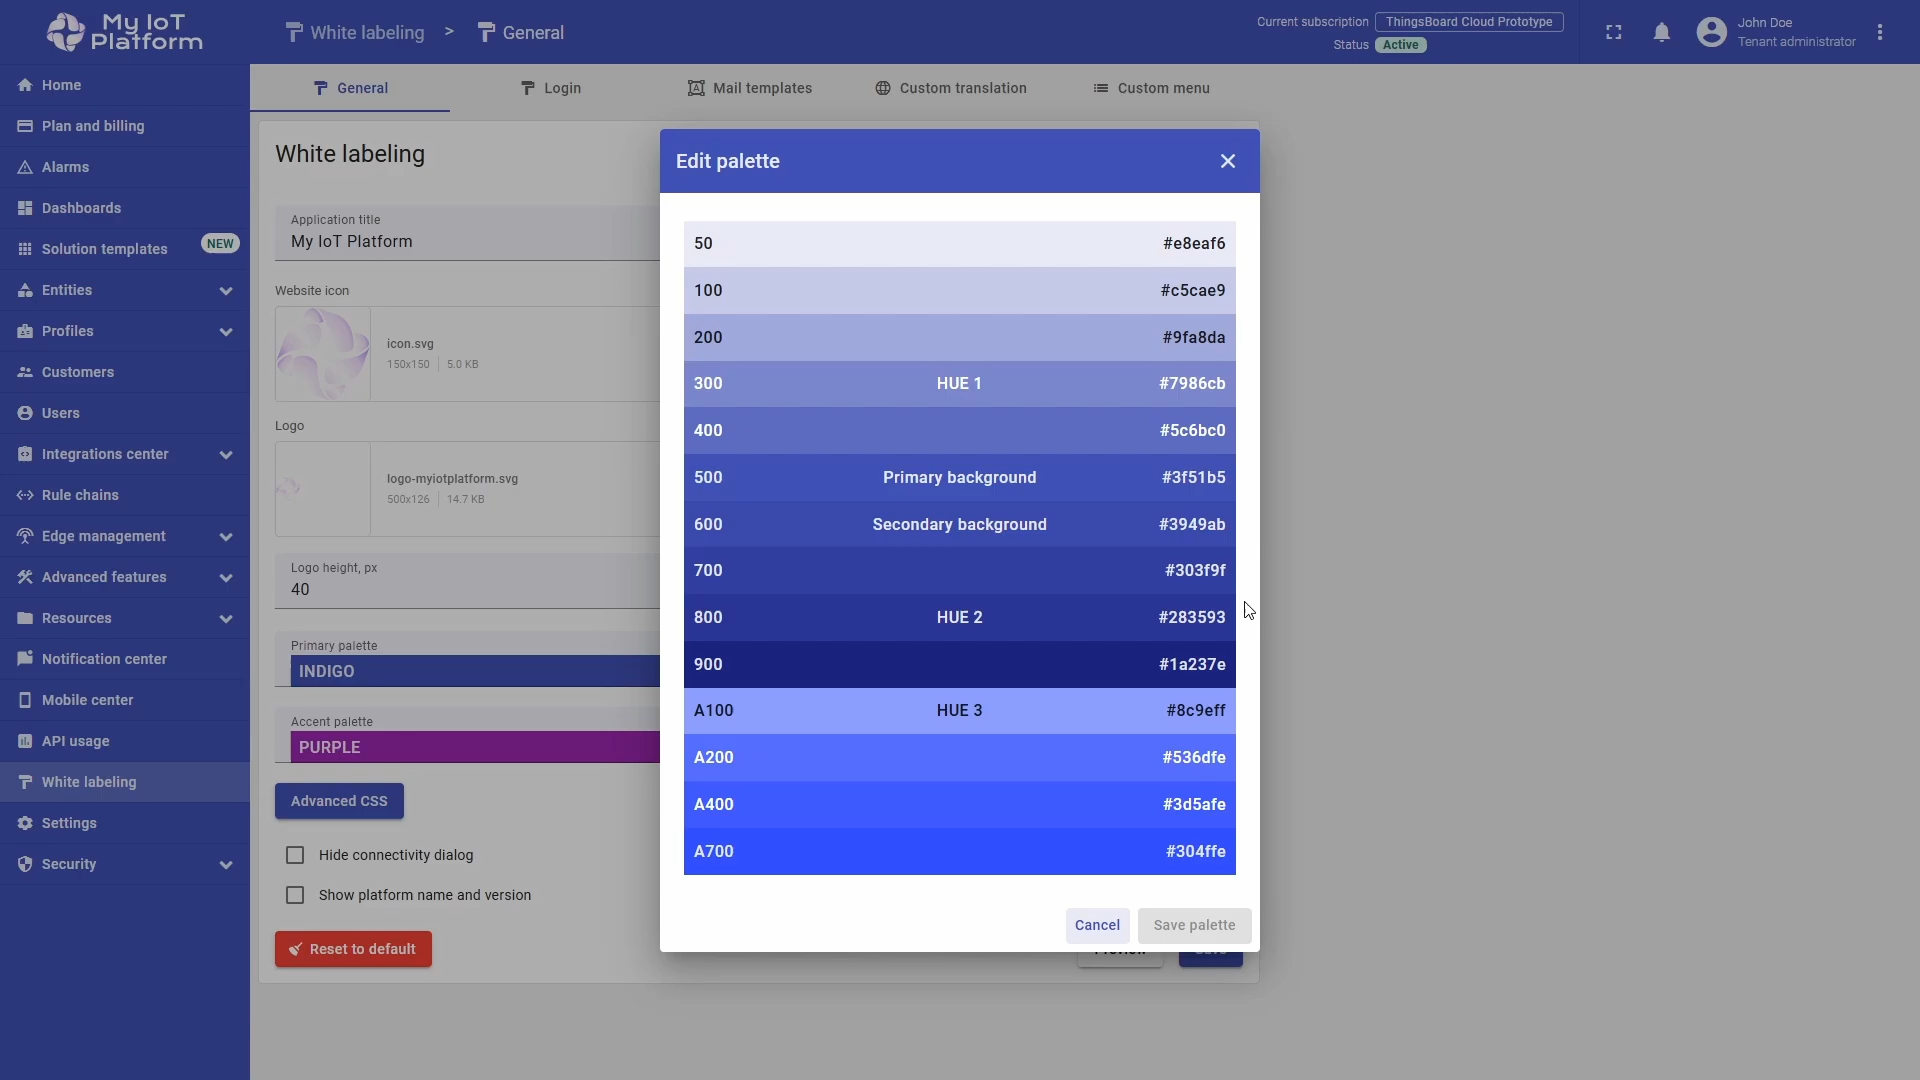 My IoT
Platform
White labeling > General
Current subscription ThingsBoard Cloud Prototype
Status Active
John Doe
Tenant administrator
Home
Plan and billing
Alarms
Dashboards
Solution templates NEW
Entities
Profiles
Customers
Users
Integrations center
Rule chains
Edge management
Advanced features
Resources
Notification center
Mobile center
API usage
White labeling
Settings
Security
General Login Mail templates Custom translation Custom menu
White labeling
Application title
My IoT Platform
Website icon
icon.svg
150x150 5.0 KB
Logo
logo-myiotplatform.svg
500x126 14.7 KB
Logo height, px
40
Primary palette
INDIGO
Accent palette
PURPLE
Advanced CSS
Hide connectivity dialog
Show platform name and version
Reset to default
Edit palette
50 #e8eaf6
100 #c5cae9
200 #9fa8da
300 HUE 1 #7986cb
400 #5c6bc0
500 Primary background #3f51b5
600 Secondary background #3949ab
700 #303f9f
800 HUE 2 #283593
900 #1a237e
A100 HUE 3 #8c9eff
A200 #536dfe
A400 #3d5afe
A700 #304ffe
Cancel Save palette